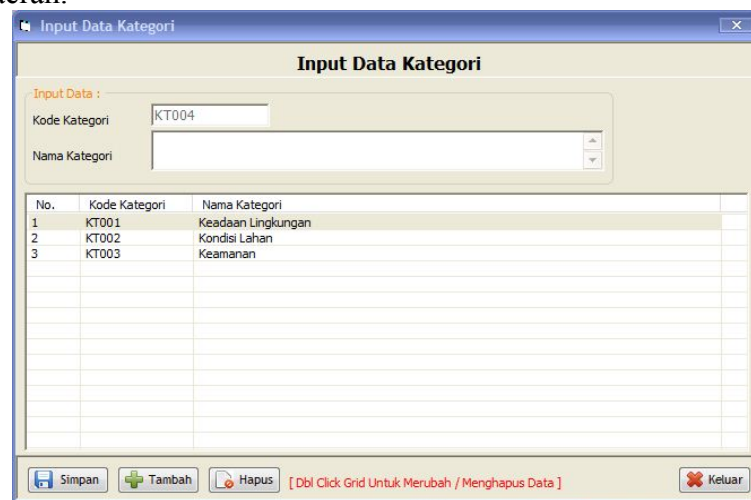 Input Data Kategori
Input Data Kategori
Input Data :
Kode Kategori KT004
Nama Kategori
No. Kode Kategori Nama Kategori
1 KT001 Keadaan Lingkungan
2 KT002 Kondisi Lahan
3 KT003 Keamanan
Simpan Tambah Hapus [ Dbl Click Grid Untuk Merubah / Menghapus Data ] Keluar